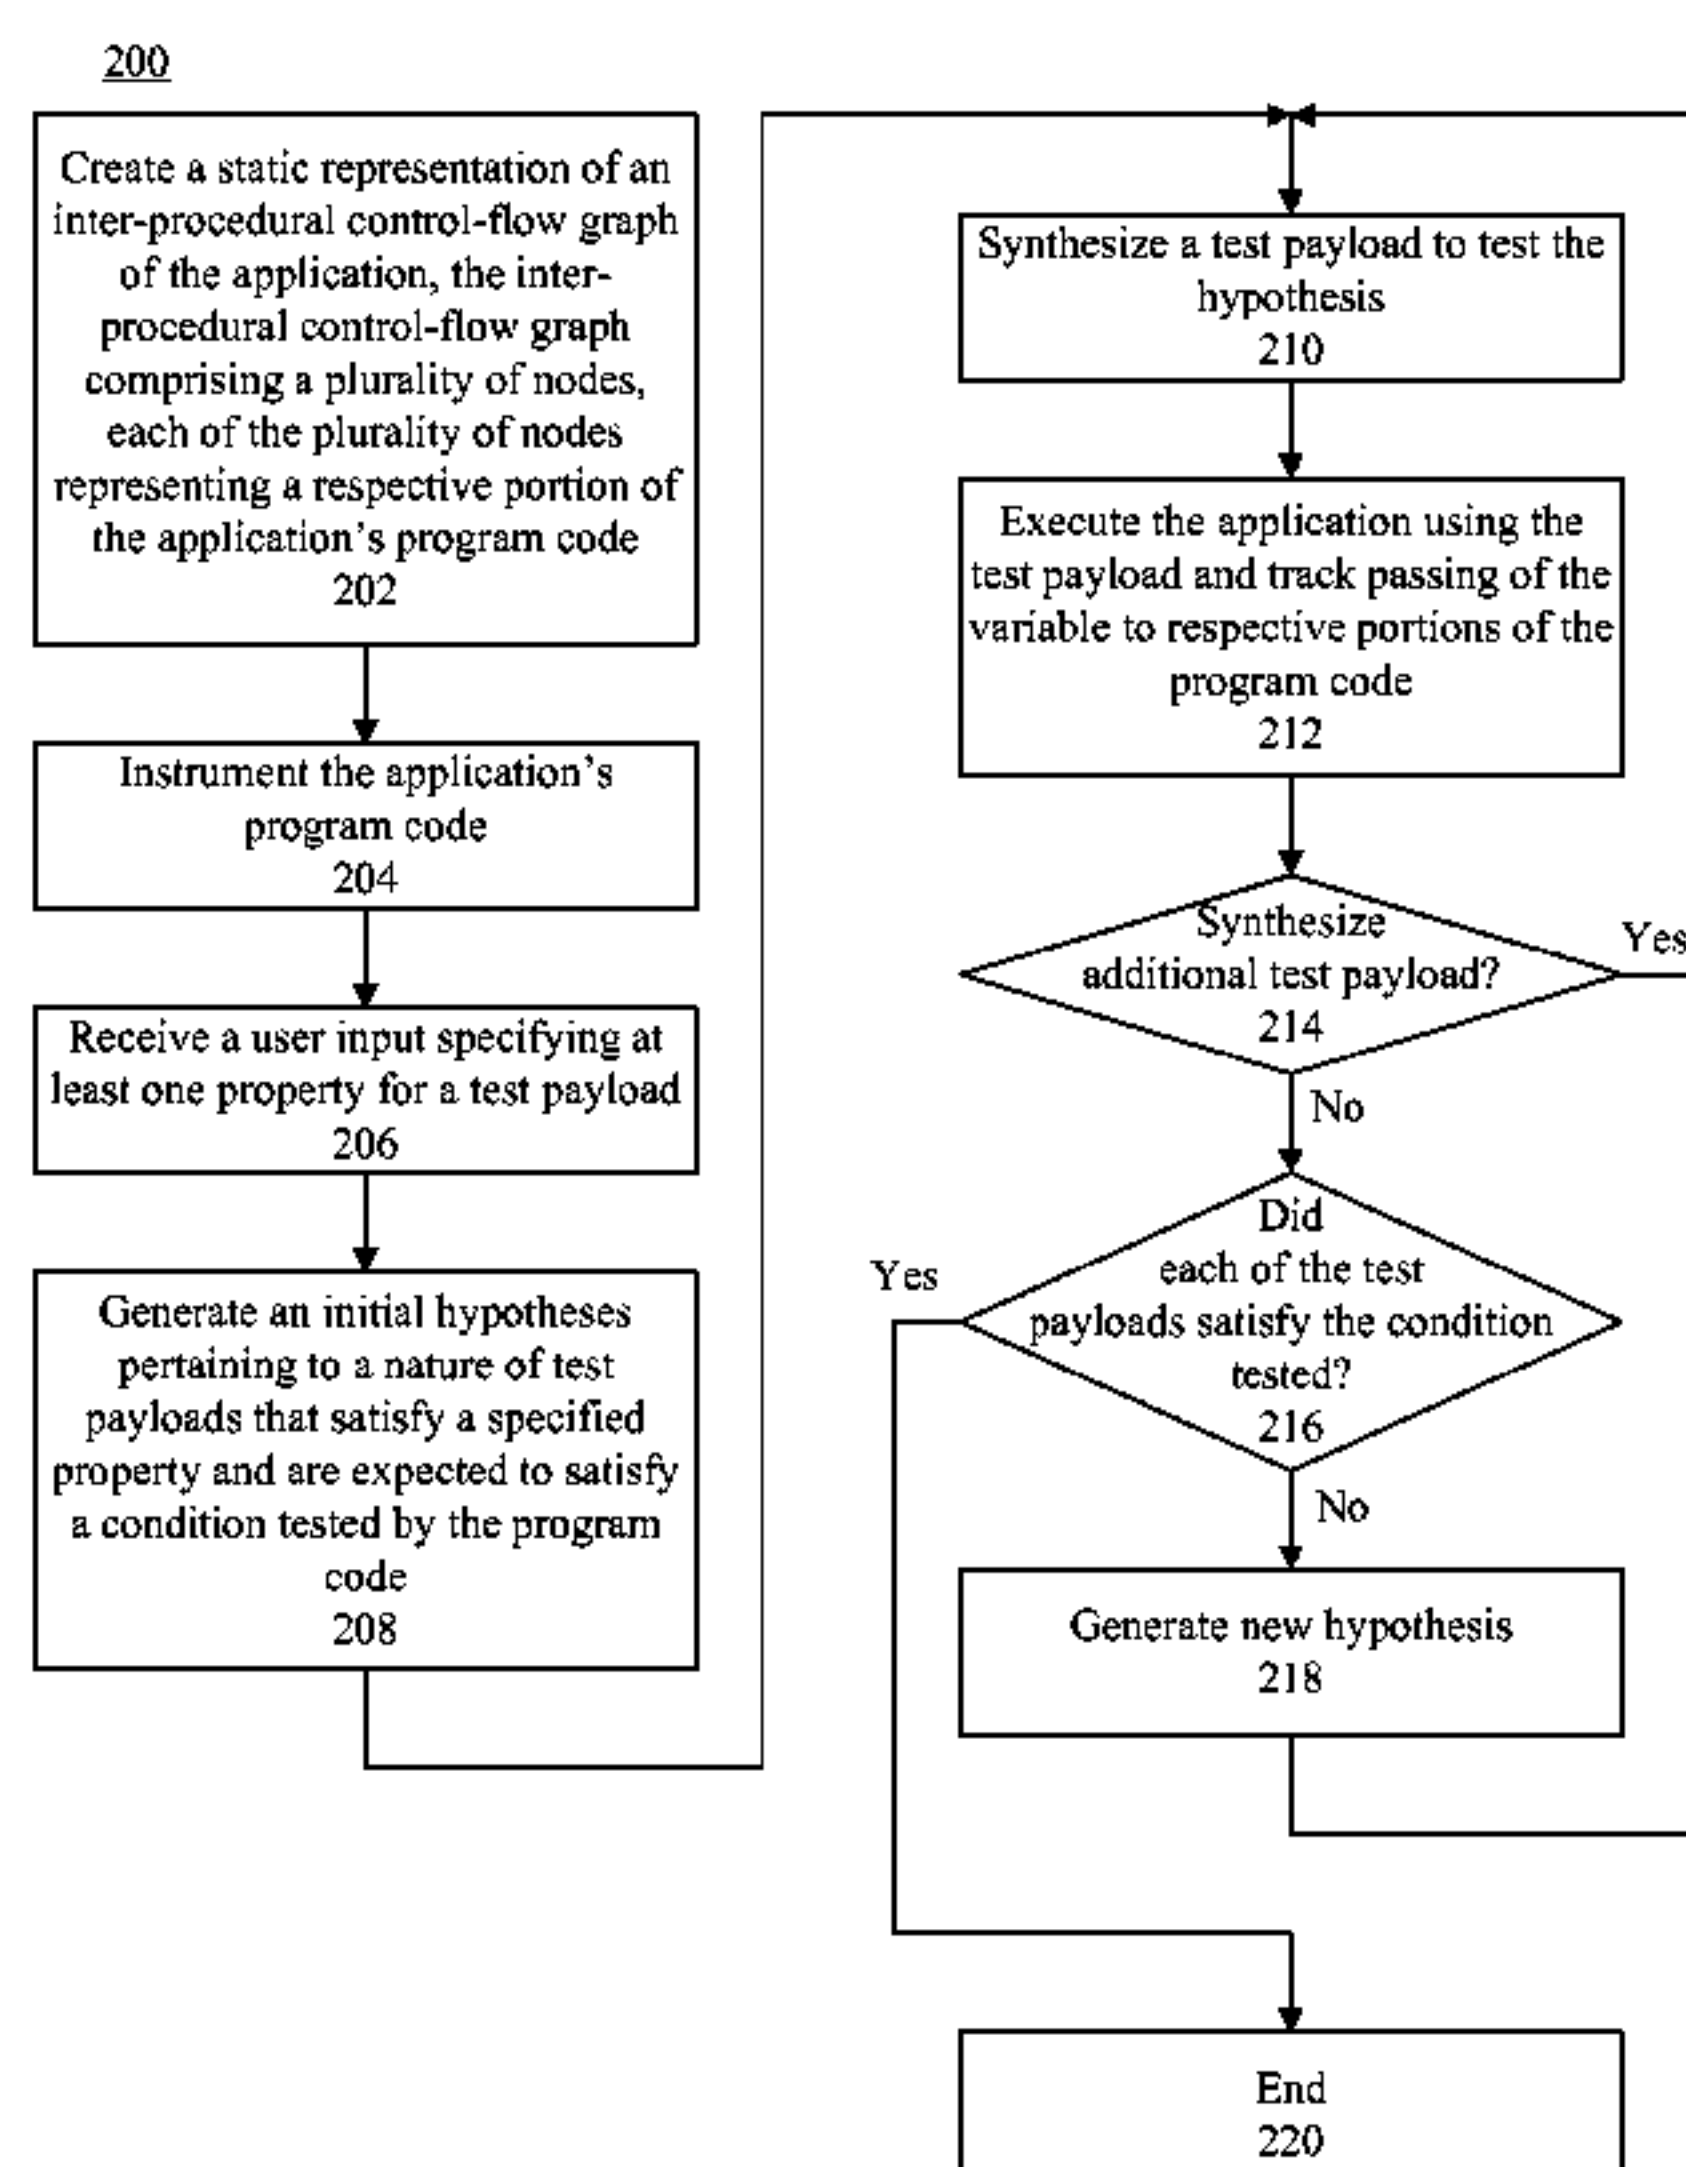 200
Create a static representation of an
inter-procedural control-flow graph
of the application, the inter-
procedural control-flow graph
comprising a plurality of nodes,
each of the plurality of nodes
representing a respective portion of
the application's program code
202
Instrument the application's
program code
204
Receive a user input specifying at
least one property for a test payload
206
Generate an initial hypotheses
pertaining to a nature of test
payloads that satisfy a specified
property and are expected to satisfy
a condition tested by the program
code
208
Synthesize a test payload to test the
hypothesis
210
Execute the application using the
test payload and track passing of the
variable to respective portions of the
program code
212
Synthesize
additional test payload?
214
Yes
No
Did
each of the test
payloads satisfy the condition
tested?
216
Yes
No
Generate new hypothesis
218
End
220